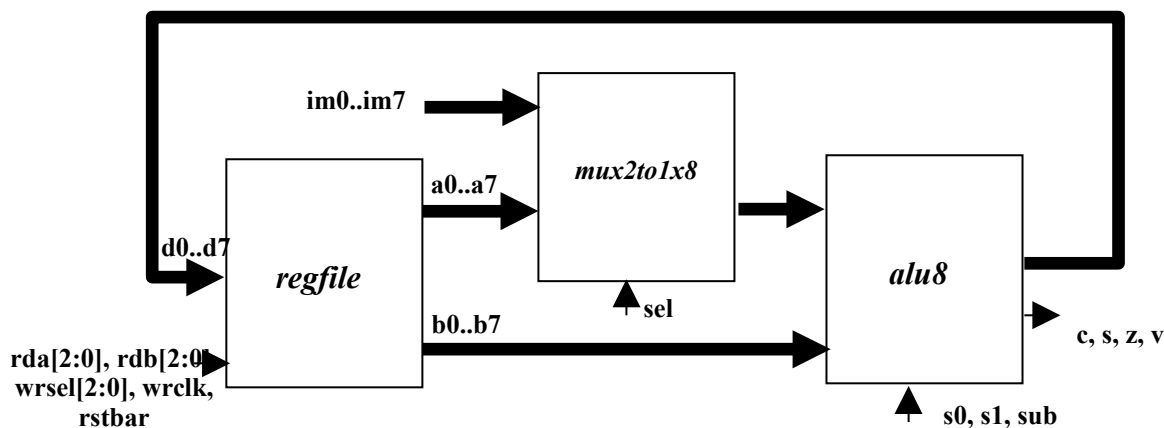 im0..im7
mux2to1x8
a0..a7
d0..d7
regfile
alu8
sel
b0..b7
c, s, z, v
rda[2:0], rdb[2:0]
wrsel[2:0], wrclk,
rstbar
s0, s1, sub